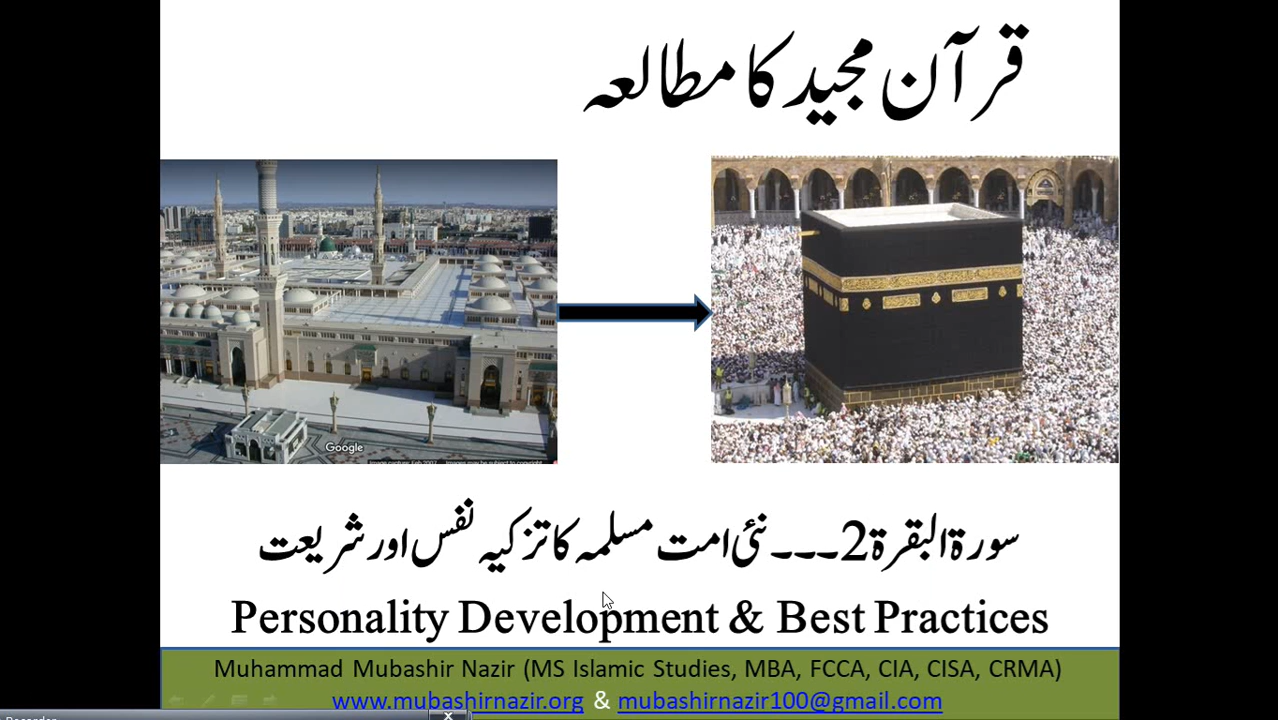 قرآن مجید کا مطالعہ
Google
سورۃ البقرۃ 2۔۔۔ نئی امت مسلمہ کا تزکیہ نفس اور شریعت
Personality Development & Best Practices
Muhammad Mubashir Nazir (MS Islamic Studies, MBA, FCCA, CIA, CISA, CRMA)
www.mubashirnazir.org & mubashirnazir100@gmail.com